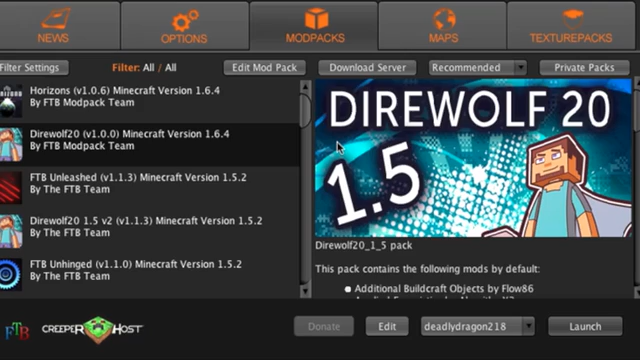 NEWS
OPTIONS
MODPACKS
MAPS
TEXTUREPACKS
Filter Settings
Filter: All / All
Edit Mod Pack
Download Server
Recommended
Private Packs
Horizons (v1.0.6) Minecraft Version 1.6.4
By FTB Modpack Team
Direwolf20 (v1.0.0) Minecraft Version 1.6.4
By FTB Modpack Team
FTB Unleashed (v1.1.3) Minecraft Version 1.5.2
By The FTB Team
Direwolf20 1.5 v2 (v1.1.3) Minecraft Version 1.5.2
By The FTB Team
FTB Unhinged (v1.1.0) Minecraft Version 1.5.2
By The FTB Team
DIREWOLF 20
1.5
Direwolf20_1_5 pack
This pack contains the following mods by default:
Additional Buildcraft Objects by Flow86
FTB
CREEPER HOST
Donate
Edit
deadlydragon218
Launch